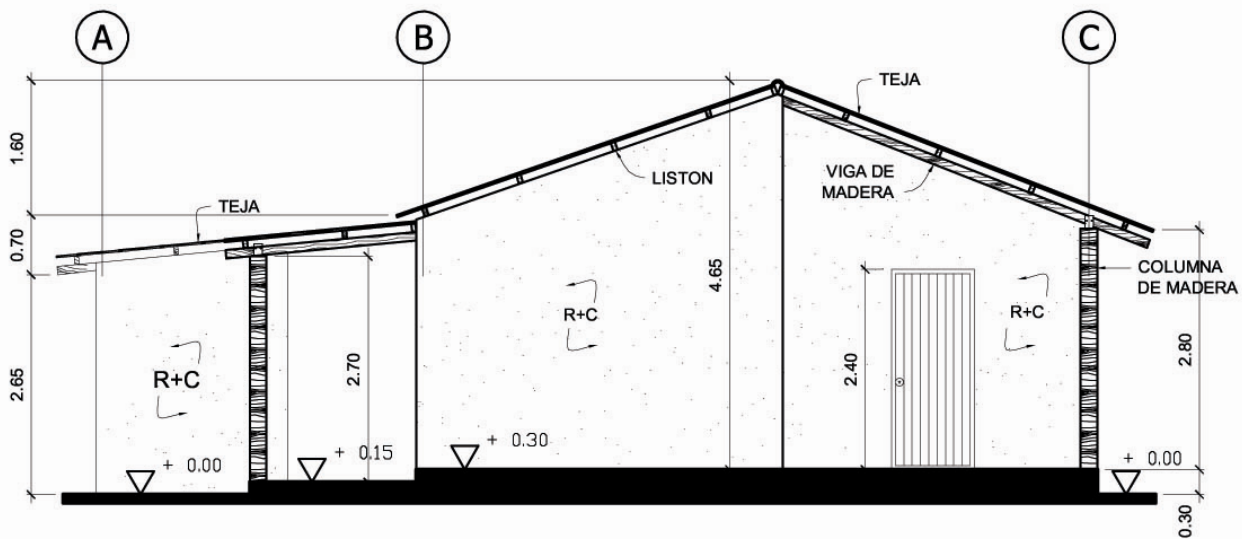 A
B
C
1.60
0.70
2.65
TEJA
TEJA
LISTON
VIGA DE
MADERA
4.65
COLUMNA
DE MADERA
R+C
R+C
R+C
2.70
2.40
2.80
+ 0.00
+ 0.15
+ 0.30
+ 0.00
0.30